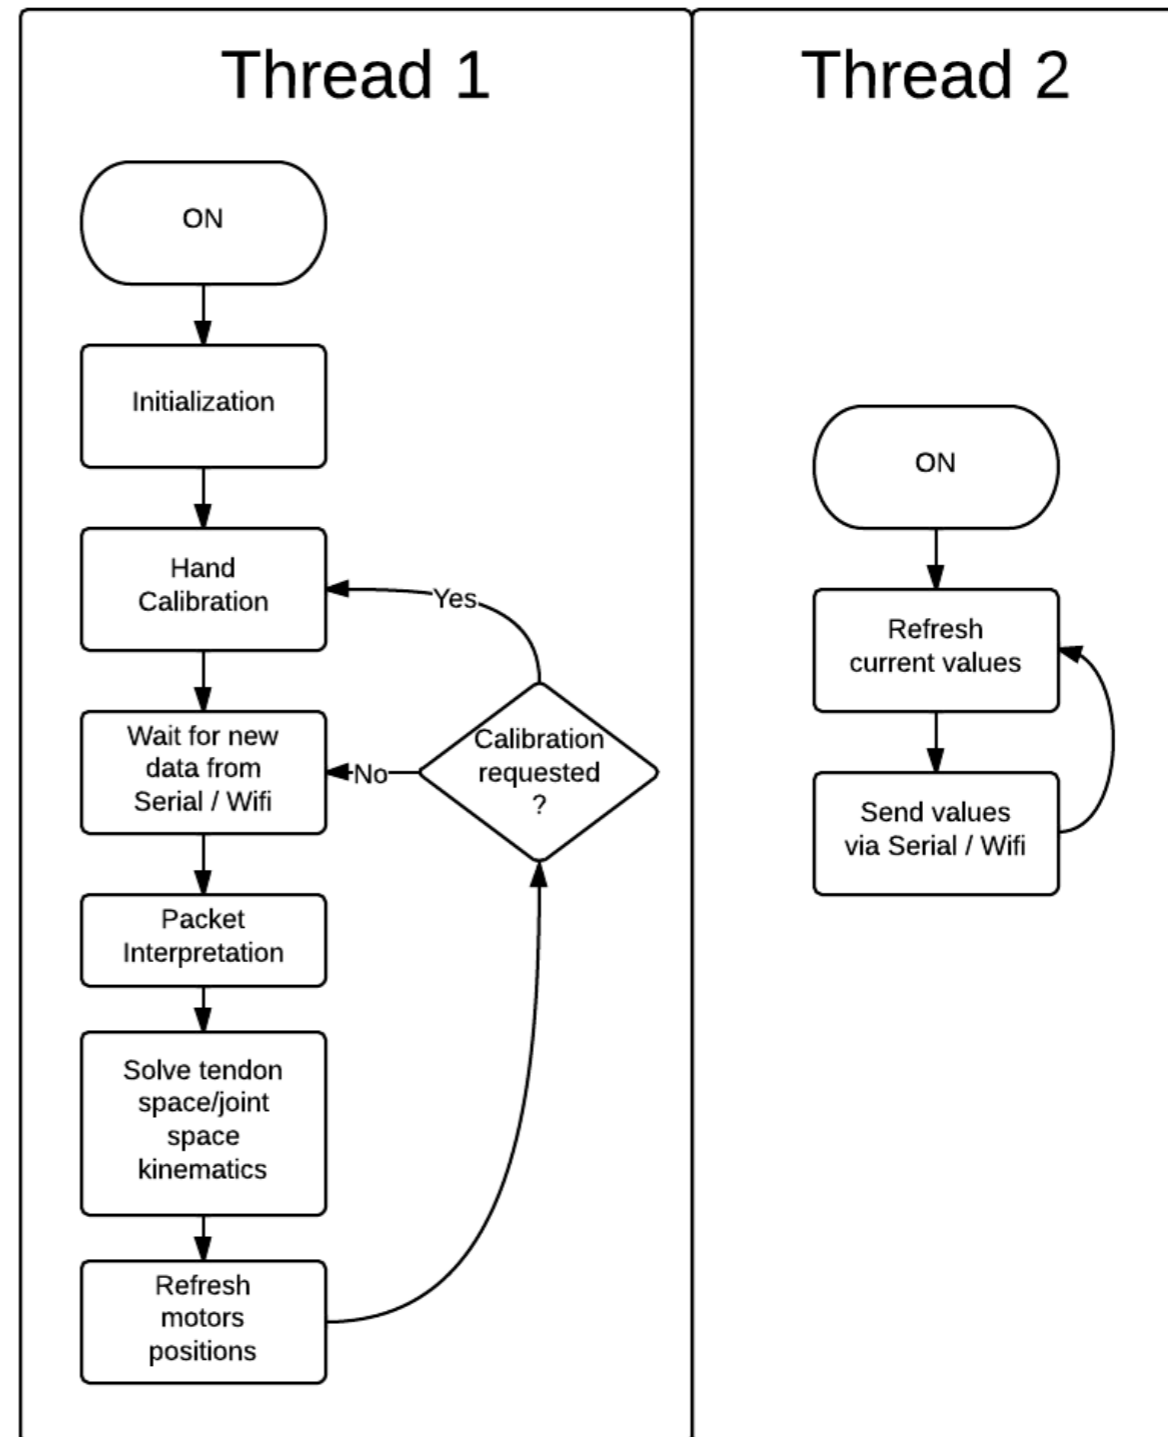 Thread 1
ON
Initialization
Hand
Calibration
Yes
Wait for new
data from
Serial / Wifi
No
Calibration
requested
?
Packet
Interpretation
Solve tendon
space/joint
space
kinematics
Refresh
motors
positions
Thread 2
ON
Refresh
current values
Send values
via Serial / Wifi